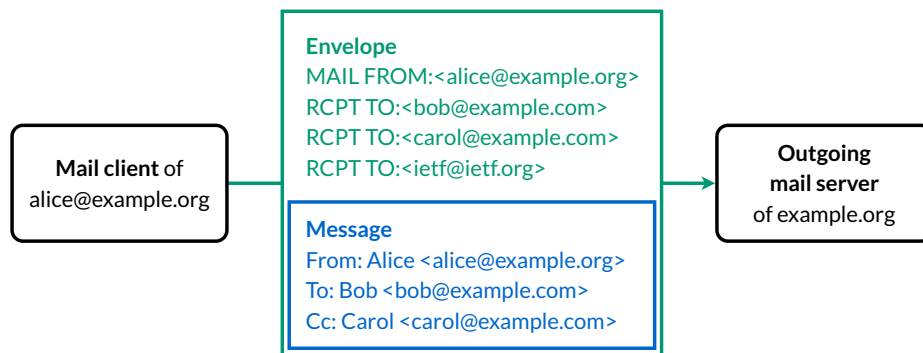 Mail client of
alice@example.org
Envelope
MAIL FROM:<alice@example.org>
RCPT TO:<bob@example.com>
RCPT TO:<carol@example.com>
RCPT TO:<ietf@ietf.org>
Message
From: Alice <alice@example.org>
To: Bob <bob@example.com>
Cc: Carol <carol@example.com>
Outgoing
mail server
of example.org